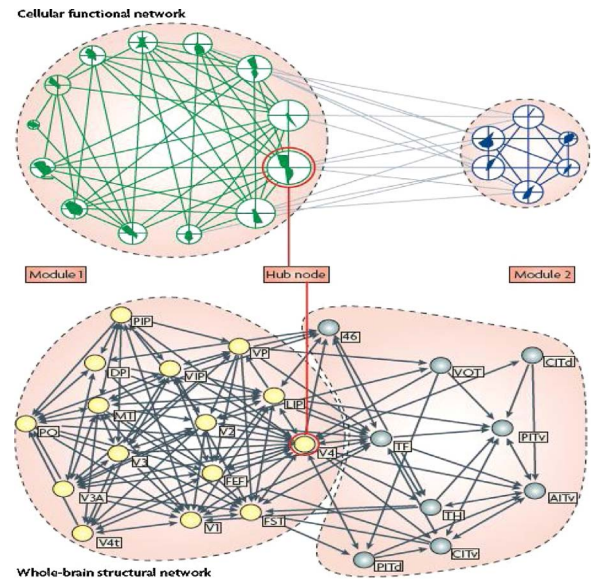 Cellular functional network
Module 1
Hub node
Module 2
PIP
46
VP
CITd
DP
VIP
VOT
LIP
MT
PO
V2
PITv
V4
TF
V3
FEF
V3A
AITv
TH
V1
FST
V4t
CITv
PITd
Whole-brain structural network